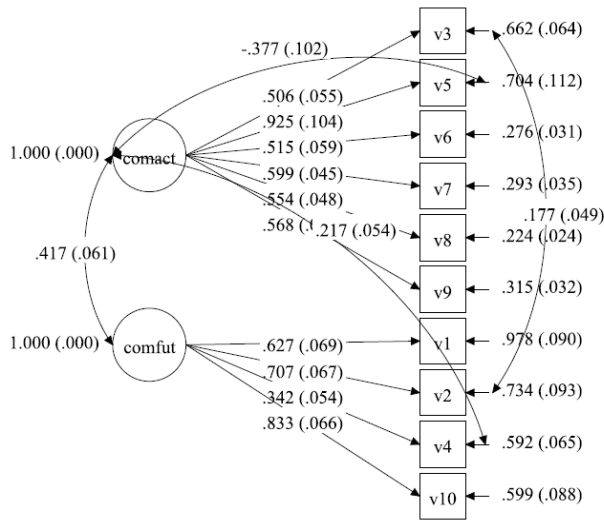 v3
.662 (.064)
-.377 (.102)
v5
.704 (.112)
.506 (.055)
.925 (.104)
v6
.276 (.031)
1.000 (.000)
comact
.515 (.059)
.599 (.045)
v7
.293 (.035)
.554 (.048)
.177 (.049)
.568
.217 (.054)
v8
.224 (.024)
.417 (.061)
v9
.315 (.032)
1.000 (.000)
comfut
.627 (.069)
v1
.978 (.090)
.707 (.067)
v2
.734 (.093)
.342 (.054)
.833 (.066)
v4
.592 (.065)
v10
.599 (.088)